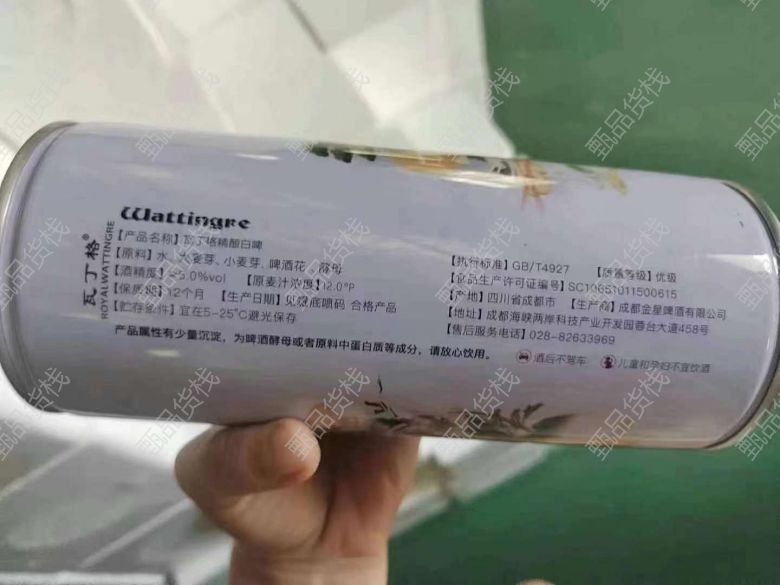 Wattingre
瓦丁格®
ROYALWATTINGRE
【产品名称】瓦丁格精酿白啤
【原料】水、大麦芽、小麦芽、啤酒花、酵母
【酒精度】≥5.0%vol 【原麦汁浓度】12.0°P
【保质期】12个月 【生产日期】见罐底喷码 合格产品
【贮存条件】宜在5-25°C避光保存
产品属性有少量沉淀，为啤酒酵母或者原料中蛋白质等成分，请放心饮用。
【执行标准】GB/T4927 【质量等级】优级
【食品生产许可证编号】SC10651011500615
【产地】四川省成都市 【生产商】成都金星啤酒有限公司
【地址】成都海峡两岸科技产业开发园蓉台大道458号
【售后服务电话】028-82633969
酒后不驾车 儿童和孕妇不宜饮酒
甄品货栈